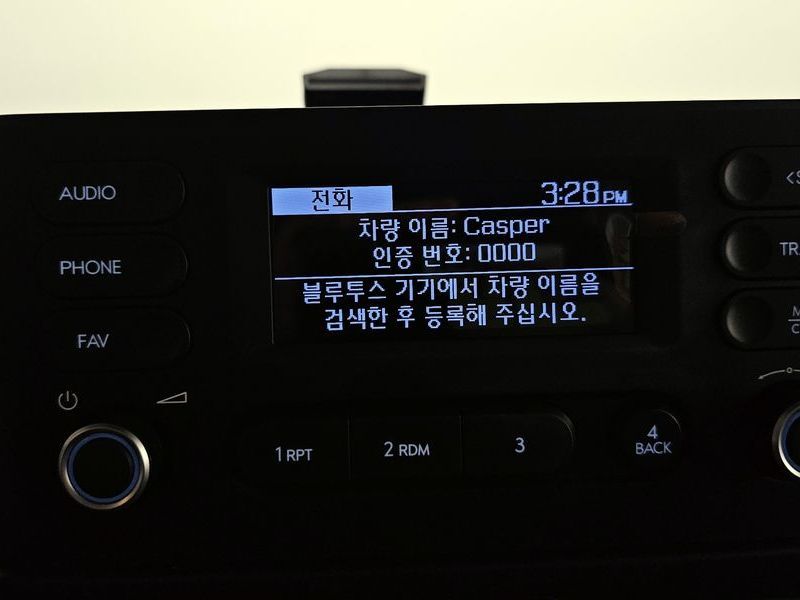 전화 3:28 PM
차량 이름: Casper
인증 번호: 0000
블루투스 기기에서 차량 이름을
검색한 후 등록해 주십시오.
AUDIO
PHONE
FAV
1 RPT
2 RDM
3
4
BACK